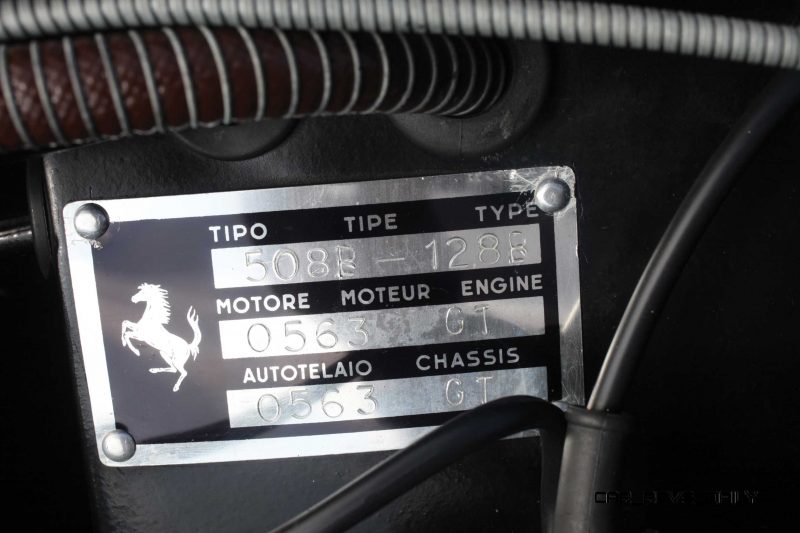 TIPO TIPE TYPE
508B — 128B
MOTORE MOTEUR ENGINE
0563 GT
AUTOTELAIO CHASSIS
0563 GT